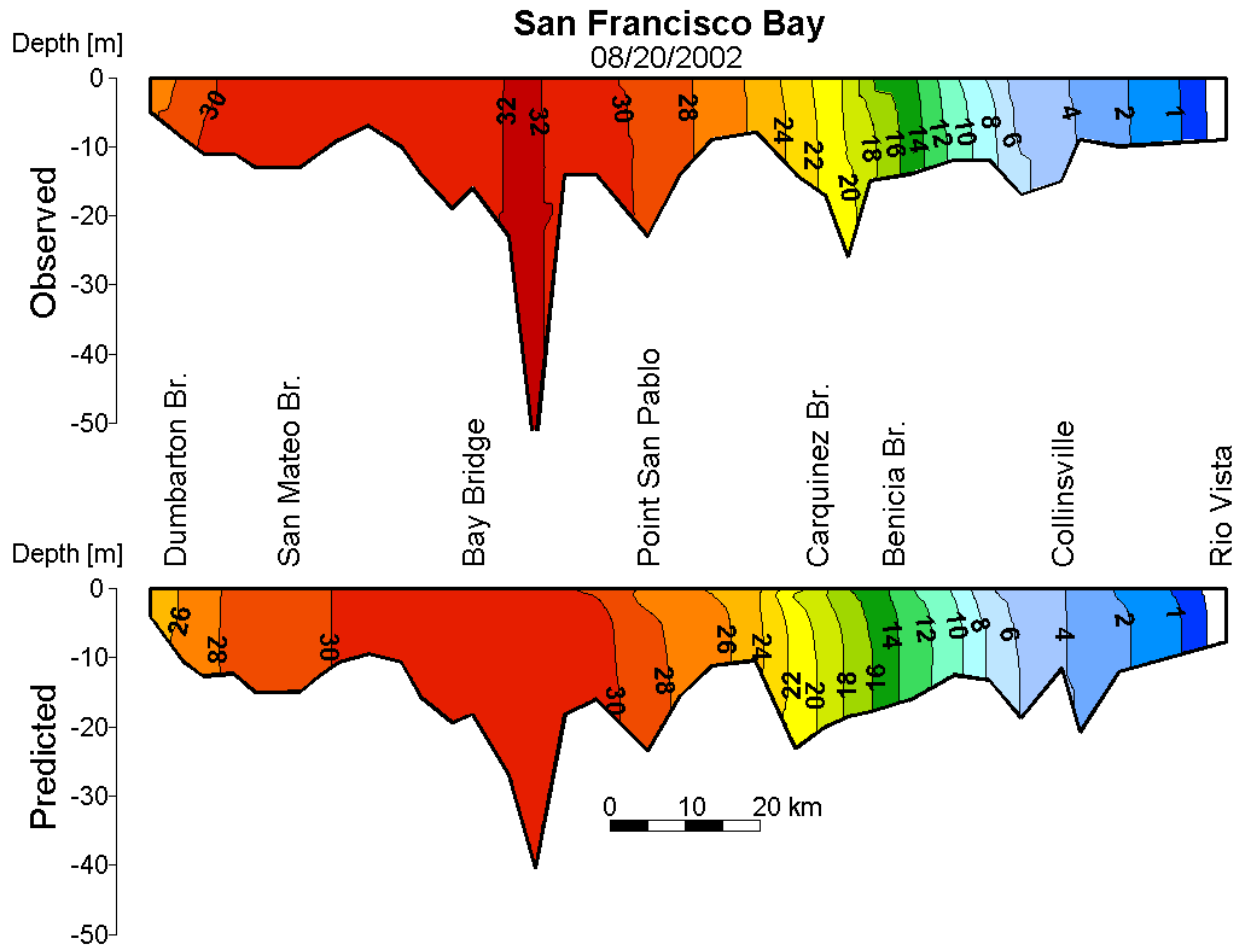 San Francisco Bay
08/20/2002
Depth [m]
0
-10
-20
-30
-40
-50
Observed
30 32 32 30 28 24 22 20 18 16 14 12 10 8 6 4 2 1
Dumbarton Br.
San Mateo Br.
Bay Bridge
Point San Pablo
Carquinez Br.
Benicia Br.
Collinsville
Rio Vista
Depth [m]
0
-10
-20
-30
-40
-50
Predicted
26 28 30 30 28 26 24 22 20 18 16 14 12 10 8 6 4 2 1
0 10 20 km